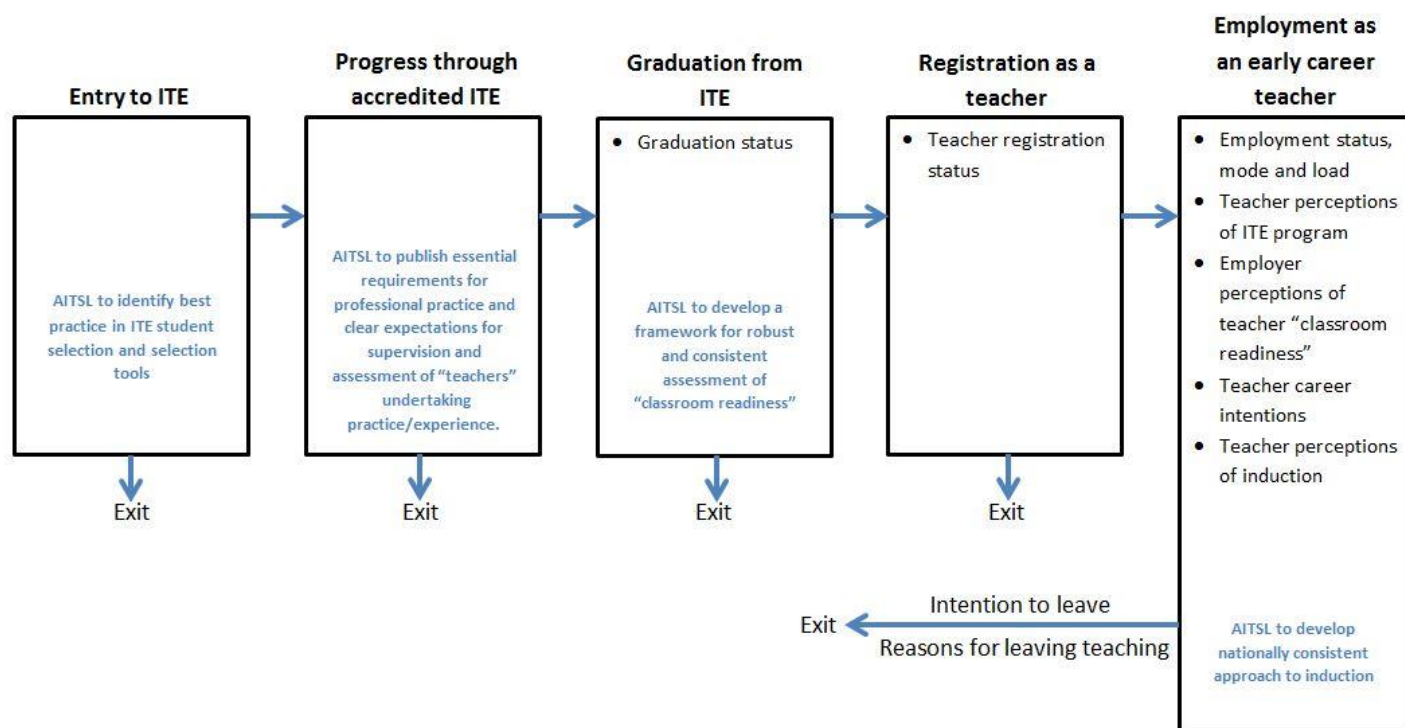 Entry to ITE
AITSL to identify best
practice in ITE student
selection and selection
tools
Exit
Progress through
accredited ITE
AITSL to publish essential
requirements for
professional practice and
clear expectations for
supervision and
assessment of “teachers”
undertaking
practice/experience.
Exit
Graduation from
ITE
• Graduation status
AITSL to develop a
framework for robust
and consistent
assessment of
“classroom readiness”
Exit
Registration as a
teacher
• Teacher registration
status
Exit
Employment as
an early career
teacher
• Employment status,
mode and load
• Teacher perceptions
of ITE program
• Employer
perceptions of
teacher “classroom
readiness”
• Teacher career
intentions
• Teacher perceptions
of induction
AITSL to develop
nationally consistent
approach to induction
Intention to leave
Exit
Reasons for leaving teaching